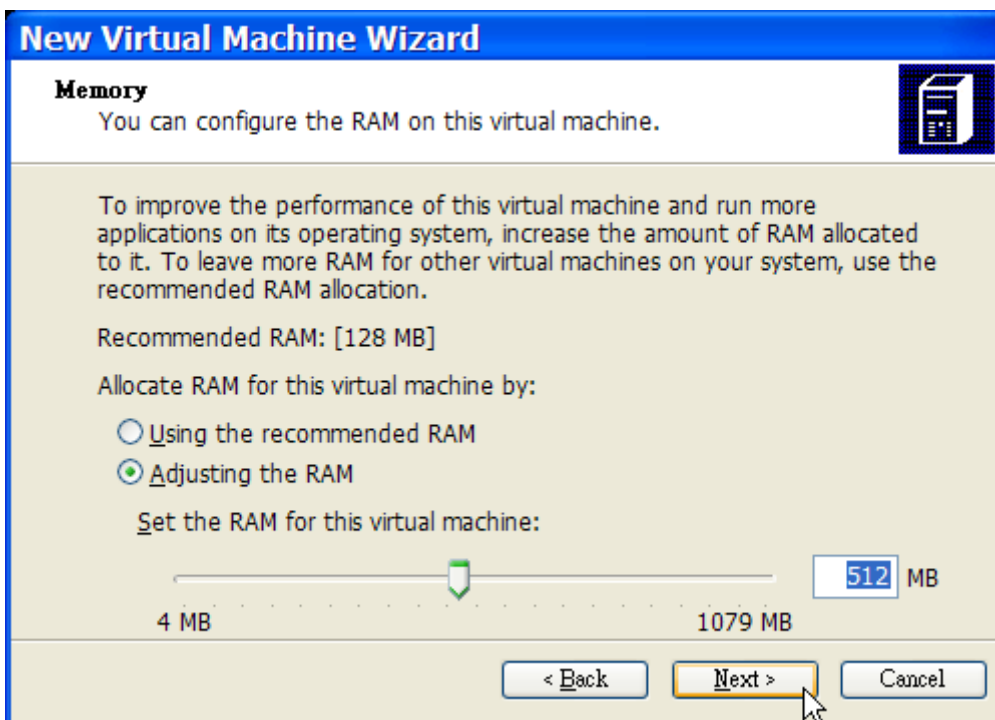 New Virtual Machine Wizard
Memory
You can configure the RAM on this virtual machine.
To improve the performance of this virtual machine and run more
applications on its operating system, increase the amount of RAM allocated
to it. To leave more RAM for other virtual machines on your system, use the
recommended RAM allocation.
Recommended RAM: [128 MB]
Allocate RAM for this virtual machine by:
Using the recommended RAM
Adjusting the RAM
Set the RAM for this virtual machine:
512 MB
4 MB 1079 MB
< Back Next > Cancel